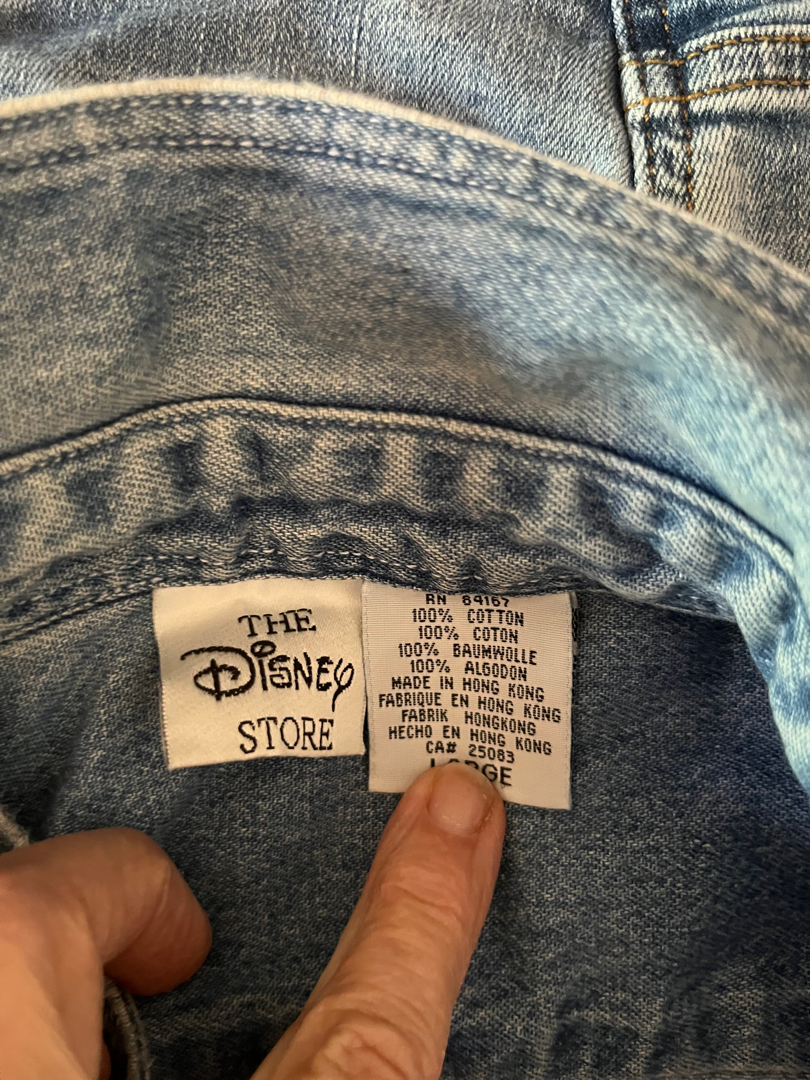 THE
Disney
STORE
RN 84167
100% COTTON
100% COTON
100% BAUMWOLLE
100% ALGODON
MADE IN HONG KONG
FABRIQUE EN HONG KONG
FABRIK HONGKONG
HECHO EN HONG KONG
CA# 25083
LARGE